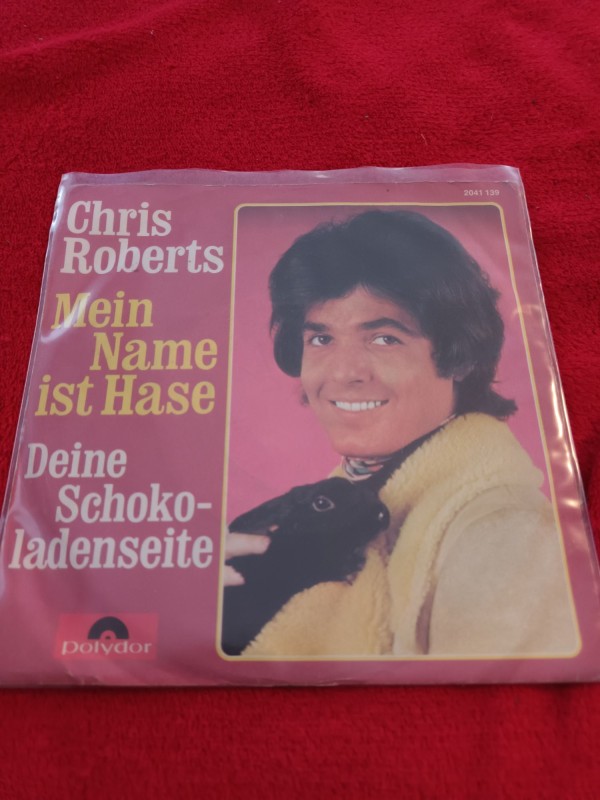 2041 139
Chris
Roberts
Mein
Name
ist Hase
Deine
Schoko-
ladenseite
Polydor